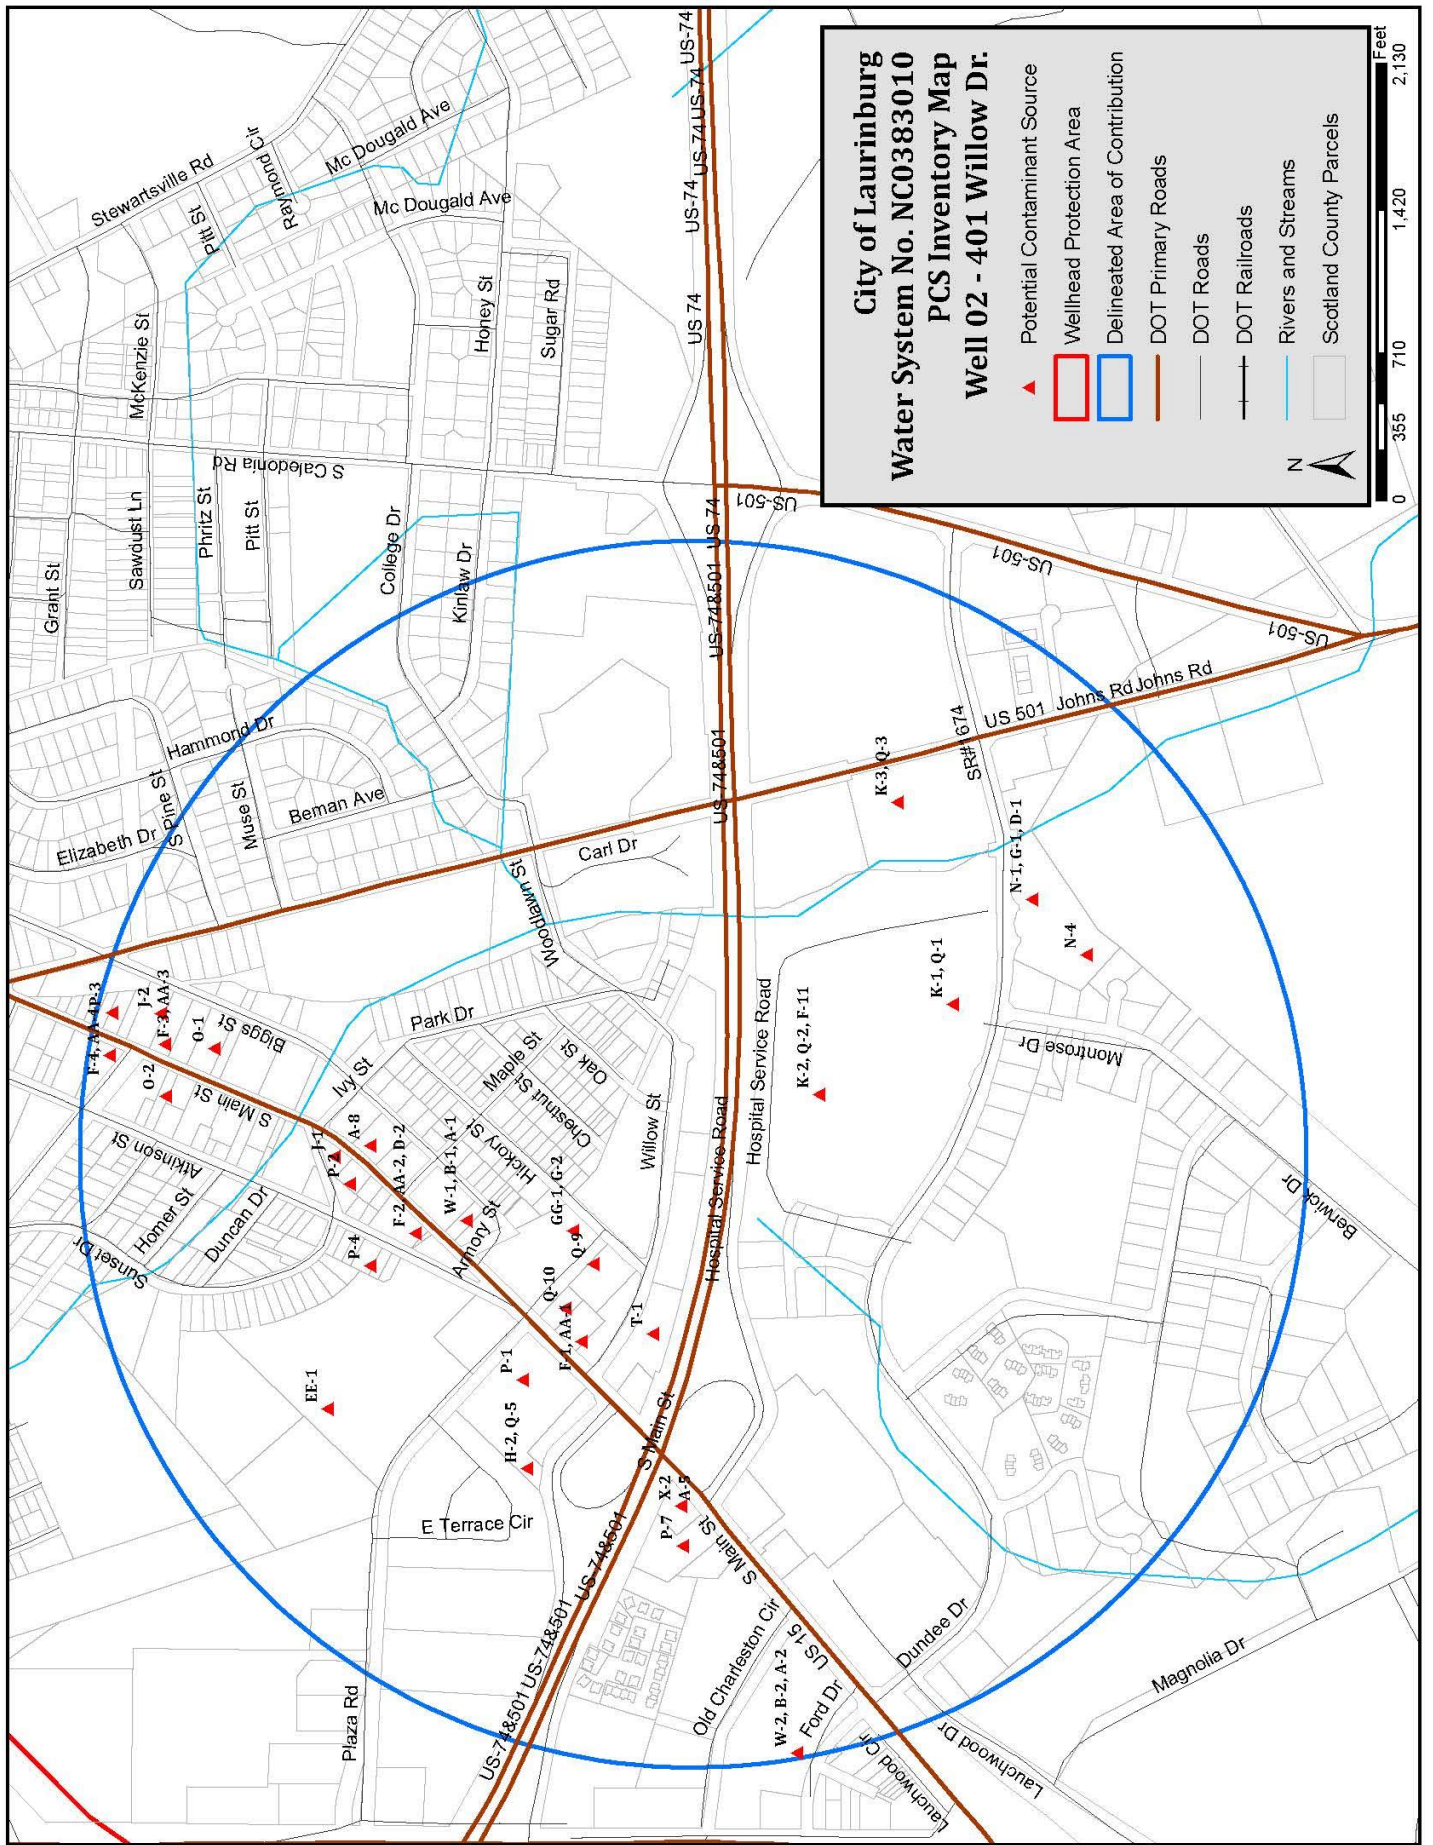 City of Laurinburg
Water System No. NC0383010
PCS Inventory Map
Well 02 - 401 Willow Dr.
Potential Contaminant Source
Wellhead Protection Area
Delineated Area of Contribution
DOT Primary Roads
DOT Roads
DOT Railroads
Rivers and Streams
Scotland County Parcels
N
0 355 710 1,420 2,130
Feet
Stewartsville Rd
Pitt St
Raymond Cir
Mc Dougald Ave
Mc Dougald Ave
McKenzie St
Honey St
Sugar Rd
S Caledonia Rd
Grant St
Sawdust Ln
Phritz St
Pitt St
College Dr
Kinlaw Dr
US-74
US-74
US-74
US-74
US 74
US 74
US-501
US-501
US-501
US-74&501
US 74&501
Hammond Dr
Elizabeth Dr
S Pine St
Muse St
Beman Ave
Carl Dr
Woodlawn St
SR# 1674
US 501
Johns Rd
Johns Rd
K-3, Q-3
N-1, G-1, D-1
N-4
K-1, Q-1
K-2, Q-2, F-11
Hospital Service Road
Hospital Service Road
Montrose Dr
Berwick Dr
F-4, AA-4
P-3
J-2
F-3, AA-3
O-1
O-2
Biggs St
S Main St
Atkinson St
Homer St
Duncan Dr
Sunset Dr
Ivy St
Park Dr
Maple St
Oak St
Chestnut St
Hickory St
Willow St
Armory St
J-1
P-2
A-8
P-4
F-2, AA-2, D-2
W-1, B-1, A-1
GG-1, G-2
Q-9
Q-10
F-1, AA-1
T-1
EE-1
P-1
H-2, Q-5
E Terrace Cir
S Main St
X-2
A-5
P-7
S Main St
US-74&501
US-74&501
US-74&501
Plaza Rd
Old Charleston Cir
US 15
W-2, B-2, A-2
Ford Dr
Dundee Dr
Lauchwood Cir
Lauchwood Dr
Lauchwood Dr
Magnolia Dr